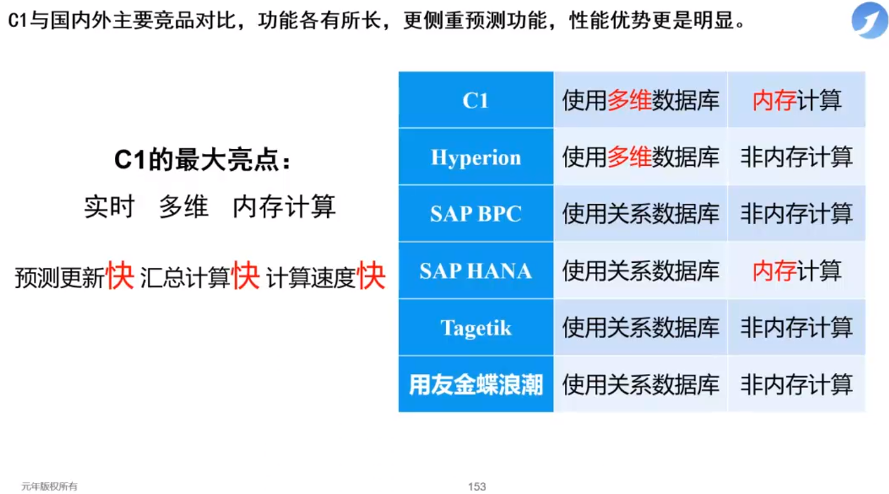 C1与国内外主要竞品对比，功能各有所长，更侧重预测功能，性能优势更是明显。
C1的最大亮点：
实时 多维 内存计算
预测更新快 汇总计算快 计算速度快
C1 使用多维数据库 内存计算
Hyperion 使用多维数据库 非内存计算
SAP BPC 使用关系数据库 非内存计算
SAP HANA 使用关系数据库 内存计算
Tagetik 使用关系数据库 非内存计算
用友金蝶浪潮 使用关系数据库 非内存计算
元年版权所有
153